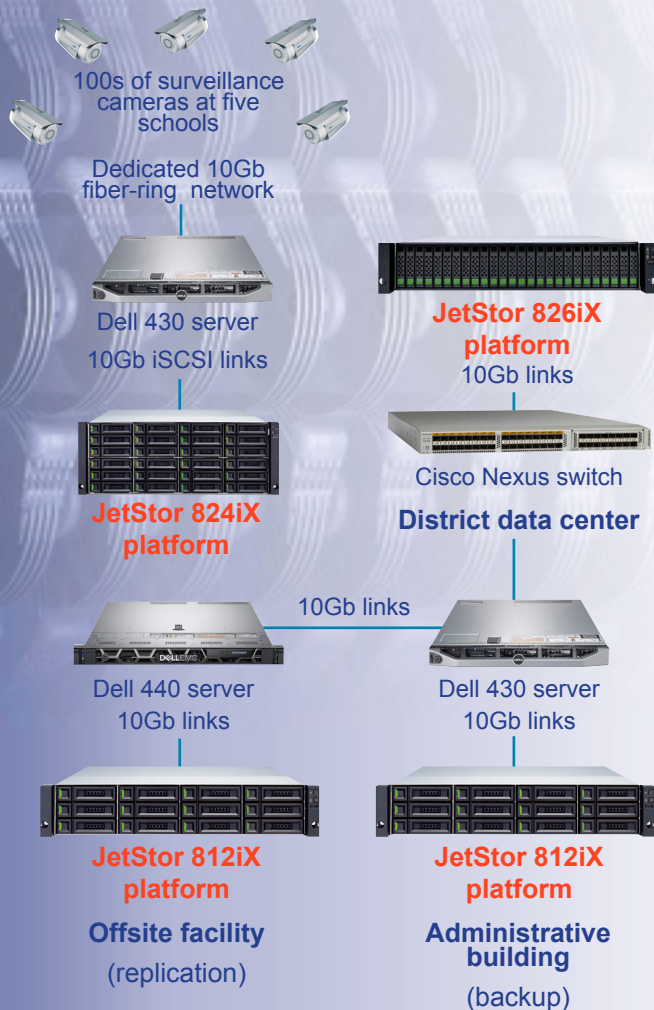 100s of surveillance
cameras at five
schools
Dedicated 10Gb
fiber-ring network
Dell 430 server
10Gb iSCSI links
JetStor 824iX
platform
JetStor 826iX
platform
10Gb links
Cisco Nexus switch
District data center
10Gb links
DELLEMC
Dell 440 server
10Gb links
Dell 430 server
10Gb links
JetStor 812iX
platform
Offsite facility
(replication)
JetStor 812iX
platform
Administrative
building
(backup)